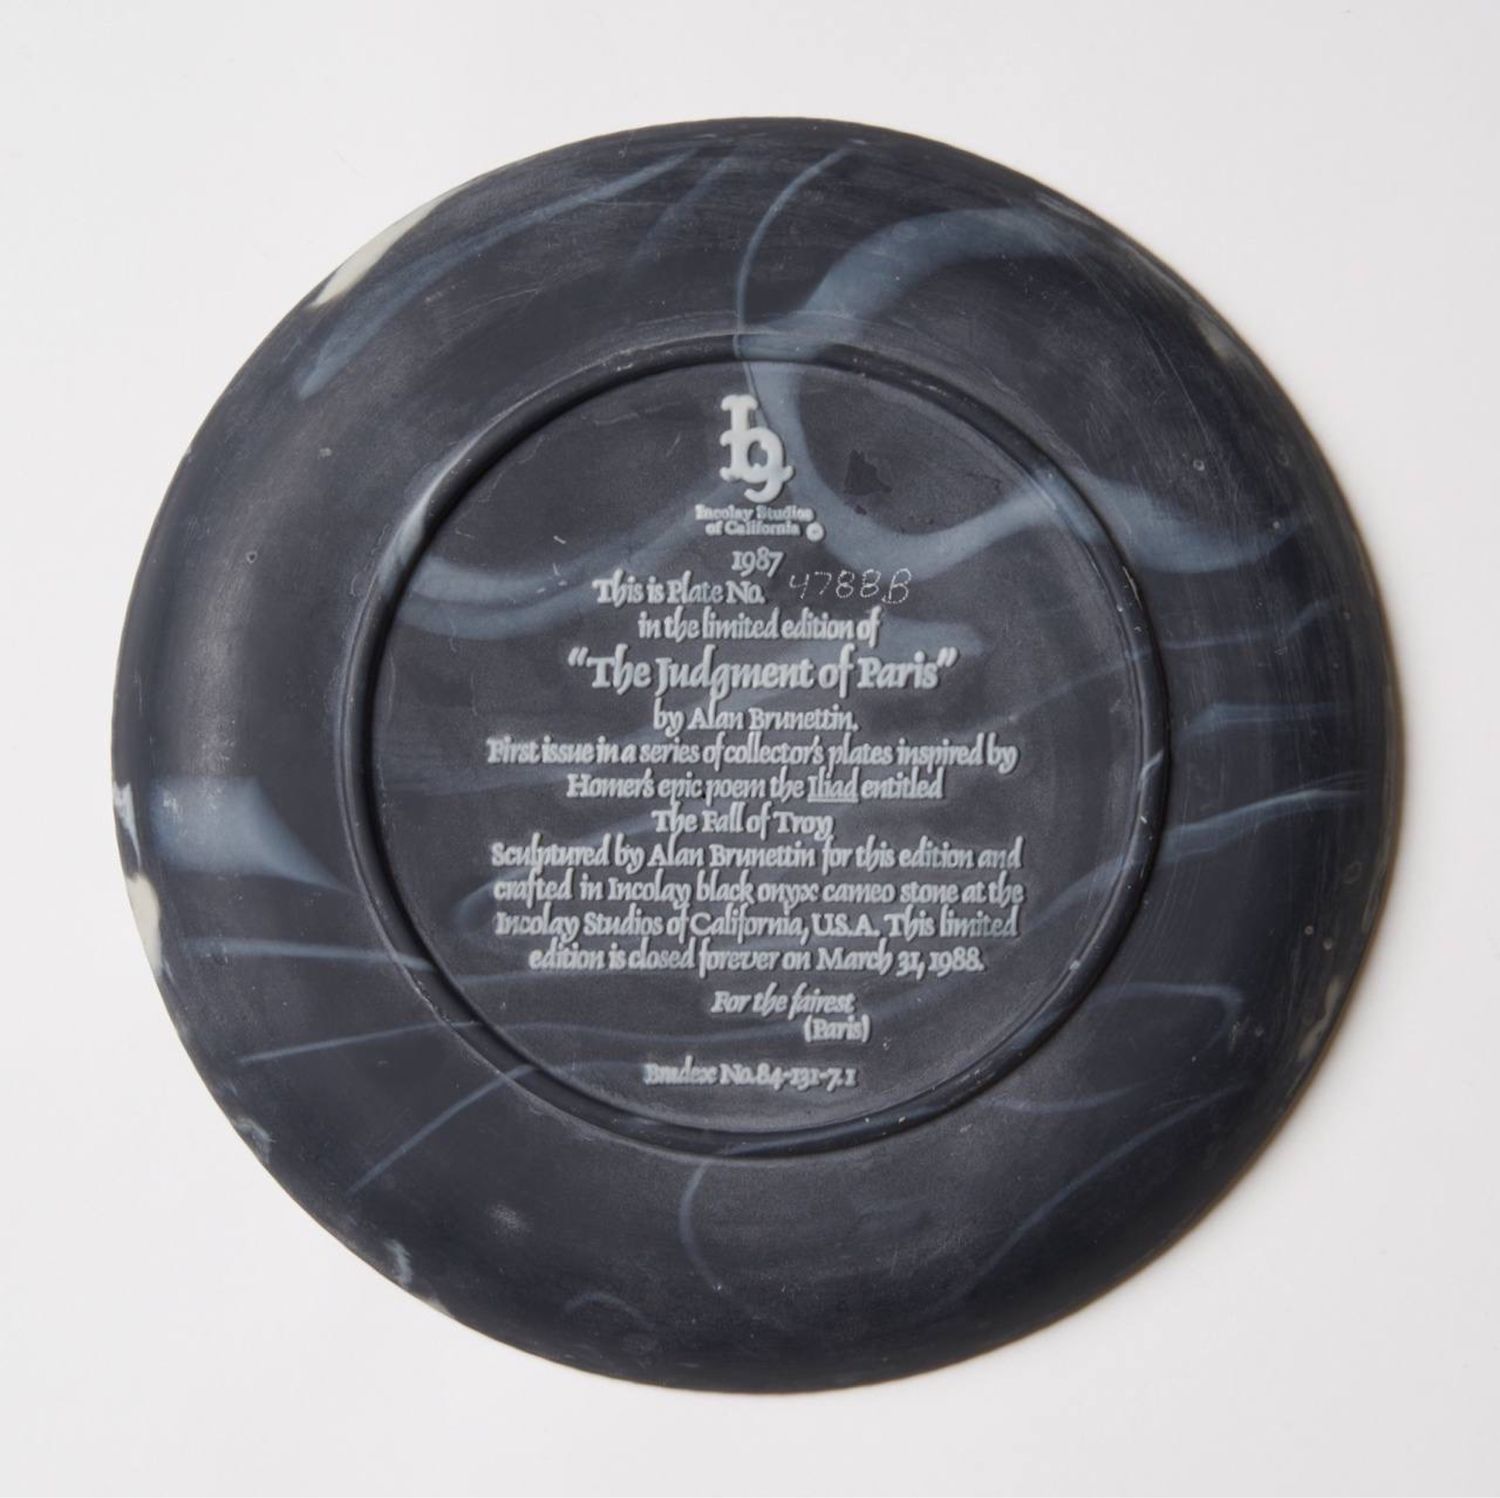 Incolay Studios
of California ©
1987
This is Plate No. 4788B
in the limited edition of
"The Judgment of Paris"
by Alan Brunettin.
First issue in a series of collector's plates inspired by
Homer's epic poem the Iliad entitled
The Fall of Troy
Sculptured by Alan Brunettin for this edition and
crafted in Incolay black onyx cameo stone at the
Incolay Studios of California, U.S.A. This limited
edition is closed forever on March 31, 1988.
For the fairest
(Paris)
Bradex No. 84-131-7.1